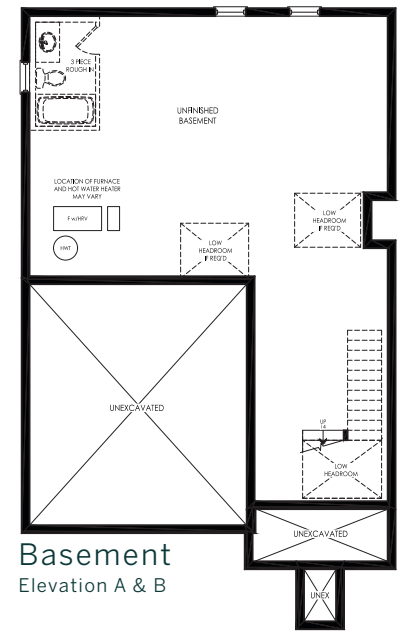 3 PIECE
ROUGH IN
UNFINISHED
BASEMENT
LOCATION OF FURNACE
AND HOT WATER HEATER
MAY VARY
F w/HRV
HWT
LOW
HEADROOM
IF REQ'D
LOW
HEADROOM
IF REQ'D
UNEXCAVATED
UP
14
LOW
HEADROOM
UNEXCAVATED
UNEX
Basement
Elevation A & B